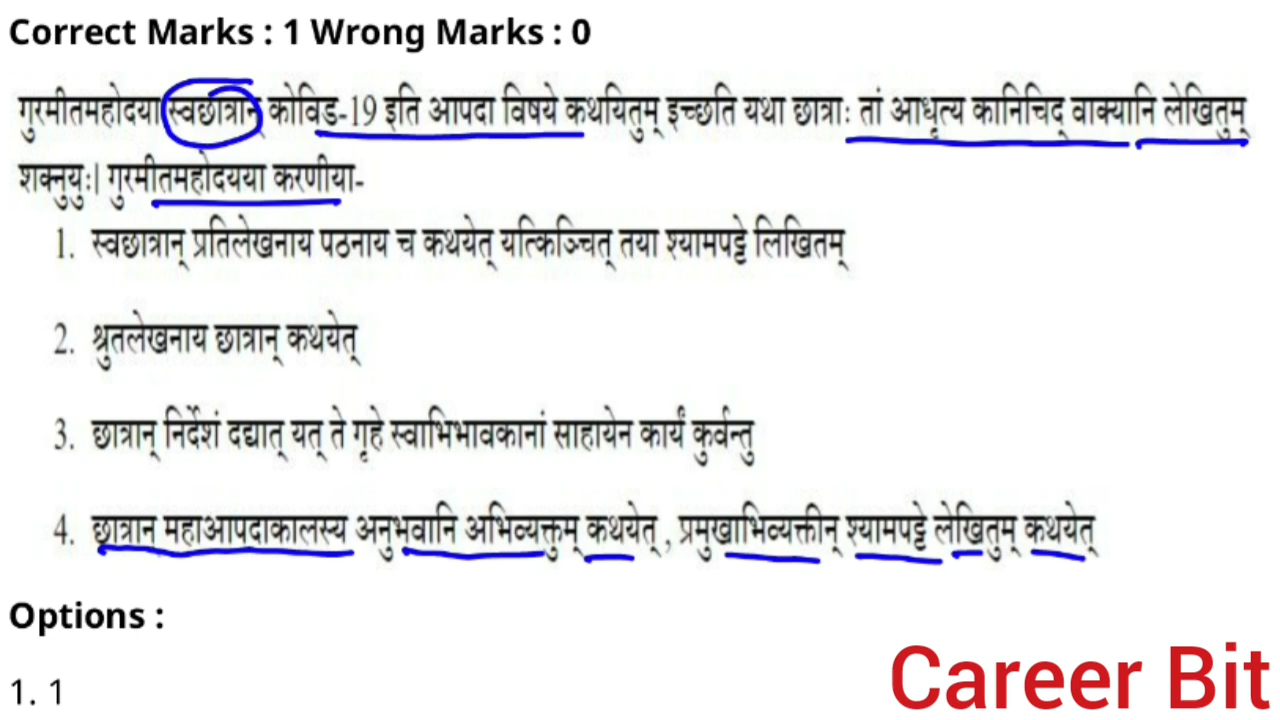 Correct Marks : 1 Wrong Marks : 0
गुरमीतमहोदया स्वछात्रान् कोविड-19 इति आपदा विषये कथयितुम् इच्छति यथा छात्राः तां आधृत्य कानिचिद् वाक्यानि लेखितुम्
शक्नुयुः| गुरमीतमहोदयया करणीया-
1. स्वछात्रान् प्रतिलेखनाय पठनाय च कथयेत् यत्किञ्चित् तया श्यामपट्टे लिखितम्
2. श्रुतलेखनाय छात्रान् कथयेत्
3. छात्रान् निर्देशं दद्यात् यत् ते गृहे स्वाभिभावकानां साहायेन कार्यं कुर्वन्तु
4. छात्रान् महाआपदाकालस्य अनुभवानि अभिव्यक्तुम् कथयेत्, प्रमुखाभिव्यक्तीन् श्यामपट्टे लेखितुम् कथयेत्
Options :
Career Bit
1. 1